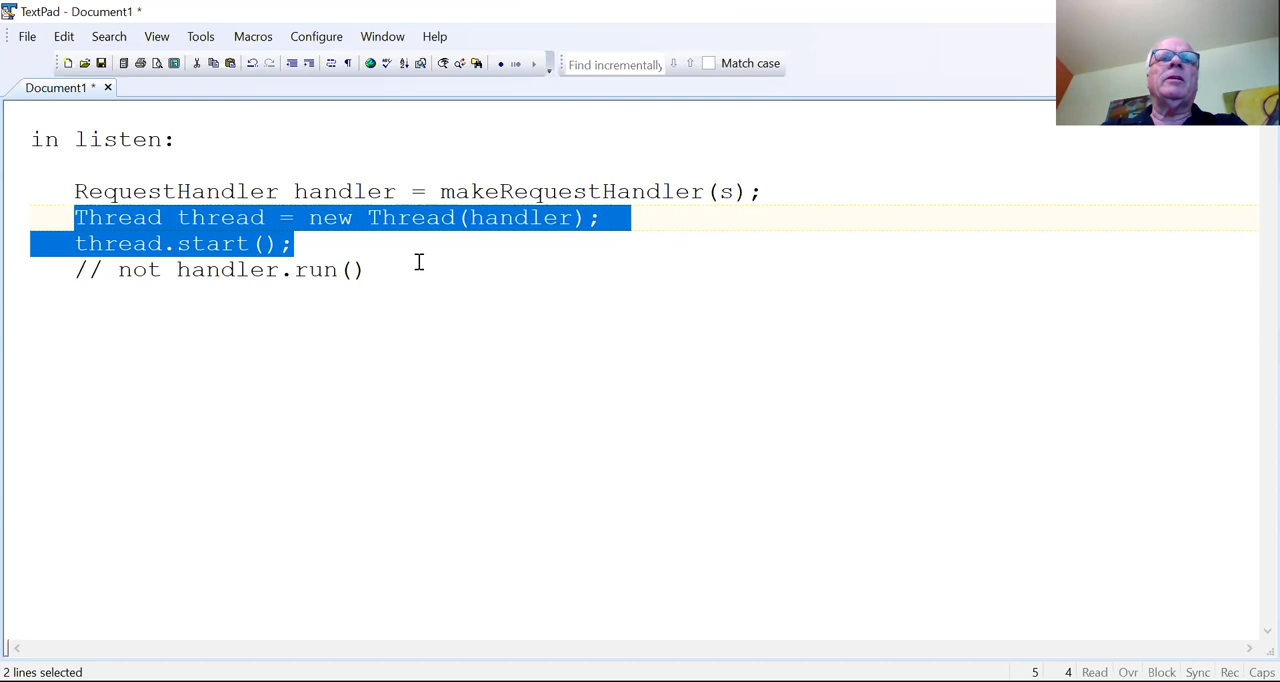 TextPad - Document1 *
File Edit Search View Tools Macros Configure Window Help
Find incrementally Match case
Document1 *
in listen:
RequestHandler handler = makeRequestHandler(s);
Thread thread = new Thread(handler);
thread.start();
// not handler.run()
2 lines selected 5 4 Read Ovr Block Sync Rec Caps